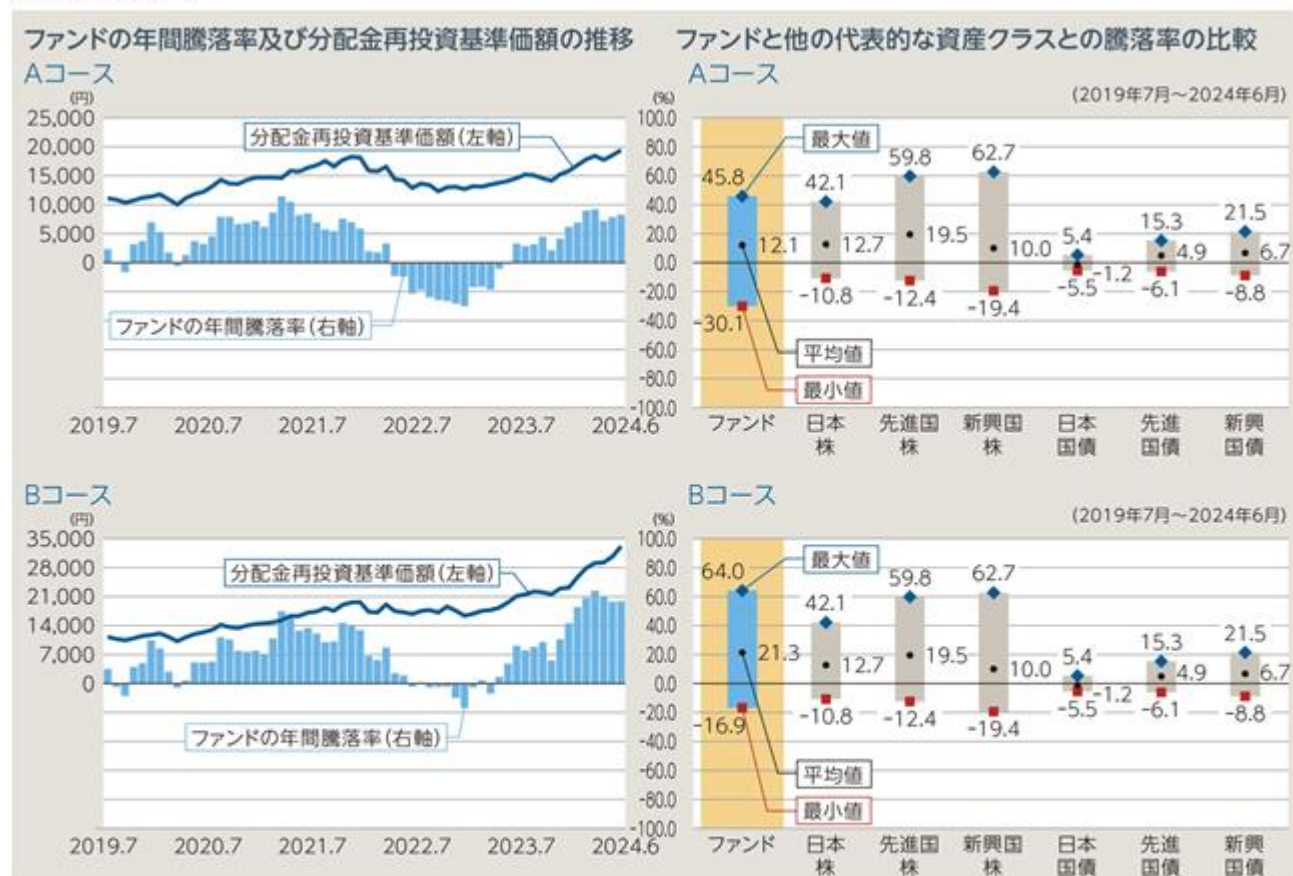 ファンドの年間騰落率及び分配金再投資基準価額の推移
Aコース
(円)
25,000
20,000
15,000
10,000
5,000
0
分配金再投資基準価額(左軸)
ファンドの年間騰落率(右軸)
(%)
100.0
80.0
60.0
40.0
20.0
0.0
-20.0
-40.0
-60.0
-80.0
-100.0
2019.7 2020.7 2021.7 2022.7 2023.7 2024.6
ファンドと他の代表的な資産クラスとの騰落率の比較
Aコース
(2019年7月~2024年6月)
最大値
45.8 42.1 59.8 62.7 5.4 15.3 21.5
12.1 12.7 19.5 10.0 -1.2 4.9 6.7
-30.1 -10.8 -12.4 -19.4 -5.5 -6.1 -8.8
平均値
最小値
ファンド 日本 先進国 新興国 日本 先進 新興
株 株 株 国債 国債 国債
Bコース
(円)
35,000
28,000
21,000
14,000
7,000
0
分配金再投資基準価額(左軸)
ファンドの年間騰落率(右軸)
(%)
100.0
80.0
60.0
40.0
20.0
0.0
-20.0
-40.0
-60.0
-80.0
-100.0
2019.7 2020.7 2021.7 2022.7 2023.7 2024.6
Bコース
(2019年7月~2024年6月)
最大値
64.0 42.1 59.8 62.7 5.4 15.3 21.5
21.3 12.7 19.5 10.0 -1.2 4.9 6.7
-16.9 -10.8 -12.4 -19.4 -5.5 -6.1 -8.8
平均値
最小値
ファンド 日本 先進国 新興国 日本 先進 新興
株 株 株 国債 国債 国債